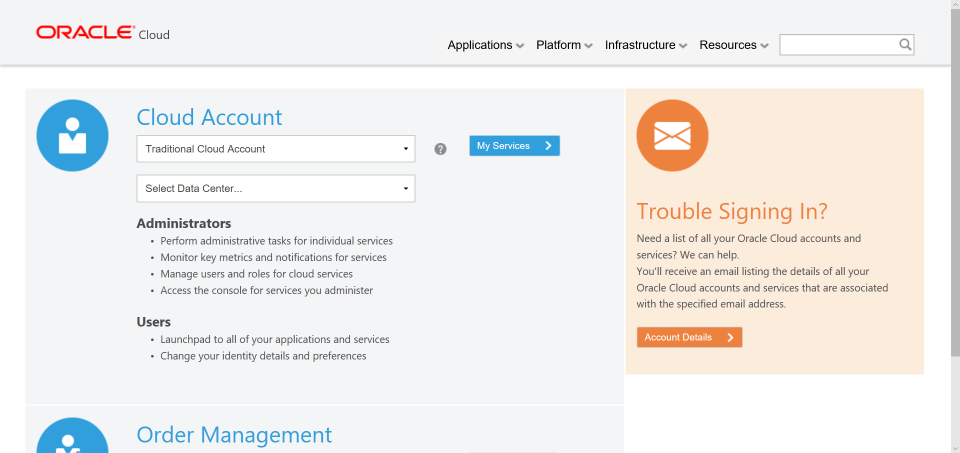 ORACLE Cloud
Applications Platform Infrastructure Resources
Cloud Account
Traditional Cloud Account
?
My Services
Select Data Center...
Administrators
• Perform administrative tasks for individual services
• Monitor key metrics and notifications for services
• Manage users and roles for cloud services
• Access the console for services you administer
Users
• Launchpad to all of your applications and services
• Change your identity details and preferences
Trouble Signing In?
Need a list of all your Oracle Cloud accounts and
services? We can help.
You'll receive an email listing the details of all your
Oracle Cloud accounts and services that are associated
with the specified email address.
Account Details
Order Management